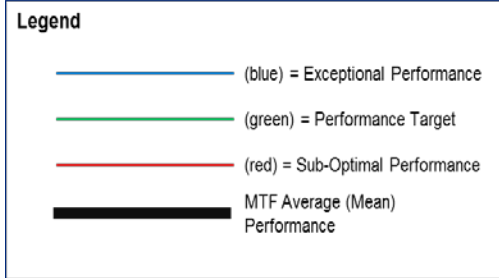 Legend
(blue) = Exceptional Performance
(green) = Performance Target
(red) = Sub-Optimal Performance
MTF Average (Mean)
Performance